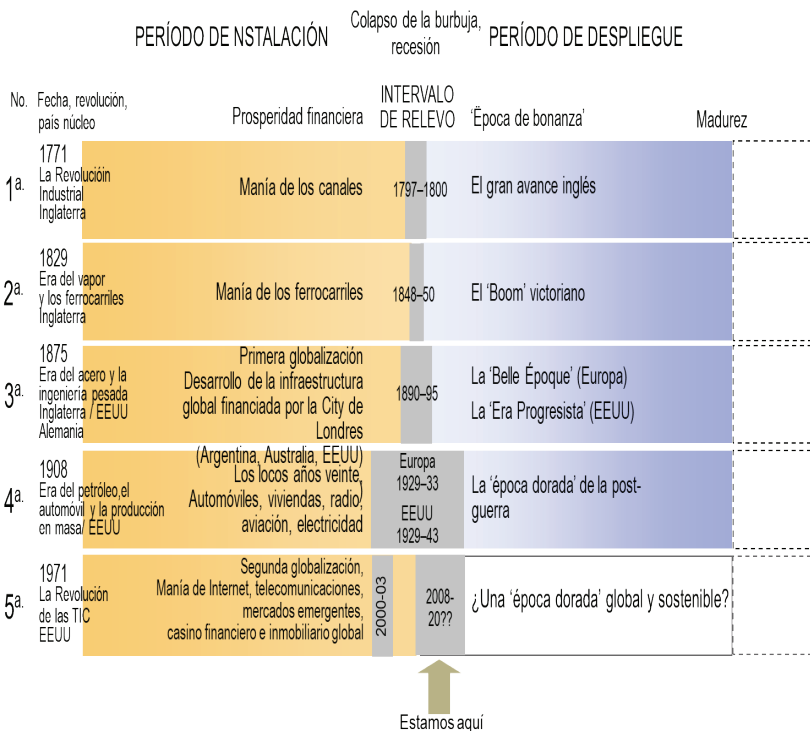 PERÍODO DE NSTALACIÓN
Colapso de la burbuja,
recesión
PERÍODO DE DESPLIEGUE
No.
Fecha, revolución,
país núcleo
Prosperidad financiera
INTERVALO
DE RELEVO
‘Ëpoca de bonanza’
Madurez
1ª.
1771
La Revolucióin
Industrial
Inglaterra
Manía de los canales
1797–1800
El gran avance inglés
2ª.
1829
Era del vapor
y los ferrocarriles
Inglaterra
Manía de los ferrocarriles
1848–50
El ‘Boom’ victoriano
3ª.
1875
Era del acero y la
ingeniería pesada
Inglaterra / EEUU
Alemania
Primera globalización
Desarrollo de la infraestructura
global financiada por la City de
Londres
(Argentina, Australia, EEUU)
1890–95
La ‘Belle Époque’ (Europa)
La ‘Era Progresista’ (EEUU)
4ª.
1908
Era del petróleo,el
automóvil y la producción
en masa/ EEUU
Los locos años veinte,
Automóviles, viviendas, radio,
aviación, electricidad
Europa
1929–33
EEUU
1929–43
La ‘época dorada’ de la post-
guerra
5ª.
1971
La Revolución
de las TIC
EEUU
Segunda globalización,
Manía de Internet, telecomunicaciones,
mercados emergentes,
casino financiero e inmobiliario global
2000-03
2008-
20??
¿Una ‘época dorada’ global y sostenible?
Estamos aquí